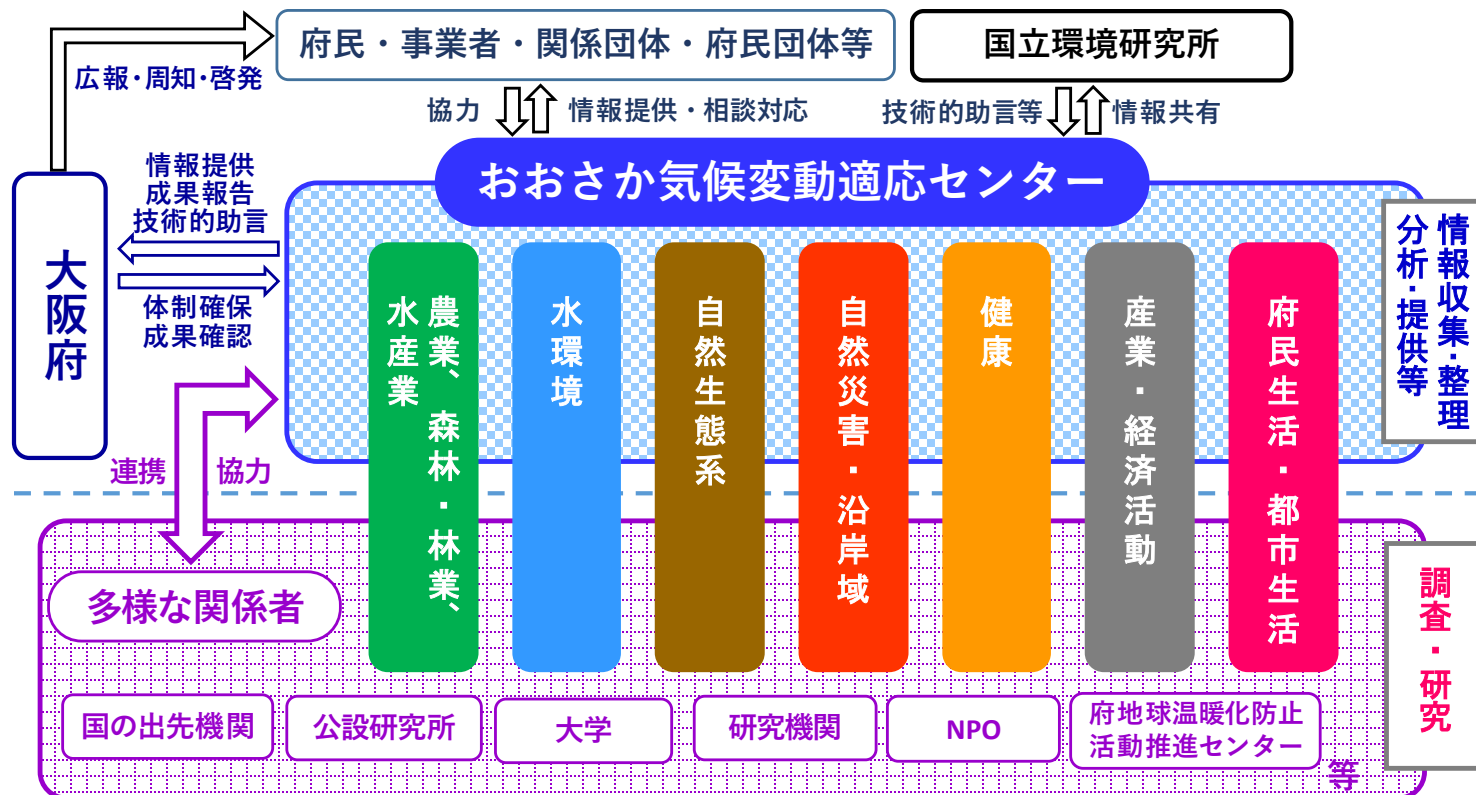 府民・事業者・関係団体・府民団体等
国立環境研究所
広報・周知・啓発
協力
情報提供・相談対応
技術的助言等
情報共有
おおさか気候変動適応センター
情報提供
成果報告
技術的助言
大阪府
体制確保
成果確認
連携
協力
農業、森林・林業、
水産業
水環境
自然生態系
自然災害・沿岸域
健康
産業・経済活動
府民生活・都市生活
情報収集・整理
分析・提供等
多様な関係者
調査・研究
国の出先機関
公設研究所
大学
研究機関
NPO
府地球温暖化防止
活動推進センター
等